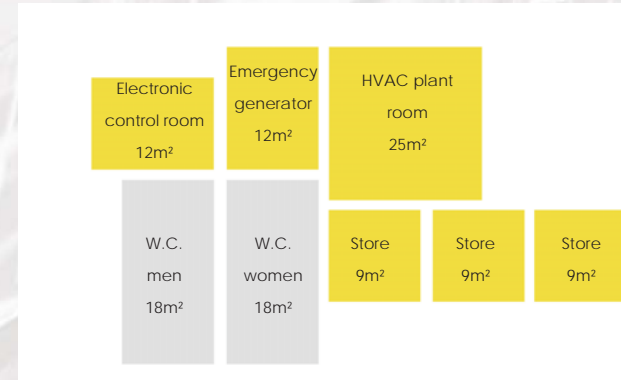 Electronic
control room
12m²
Emergency
generator
12m²
HVAC plant
room
25m²
W.C.
men
18m²
W.C.
women
18m²
Store
9m²
Store
9m²
Store
9m²